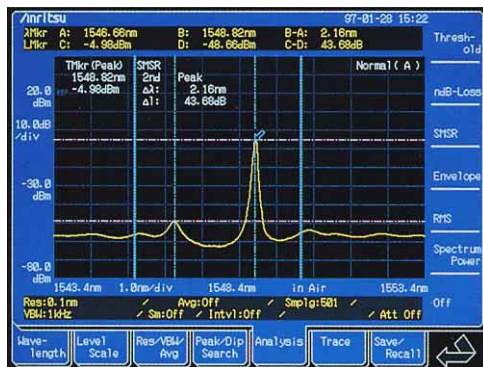 Anritsu 97-01-28 15:22
λMkr A: 1546.66nm B: 1548.82nm B-A: 2.16nm
LMkr C: -4.98dBm D: -48.66dBm C-D: 43.68dB
Thresh-
old
TMkr(Peak) SMSR Normal(A)
1548.82nm 2nd Peak
20.0 REF -4.98dBm Δλ: 2.16nm
dBm Δl: 43.68dB
ndB-Loss
10.0dB
/div
SMSR
Envelope
-30.0
dBm
RMS
Spectrum
Power
-80.0
dBm
1543.4nm 1.0nm/div 1548.4nm in Air 1553.4nm
Res:0.1nm / Avg:Off / Smplg:501 /
VBW:1kHz / Sm:Off / Intvl:Off / Att Off
Off
Wave-
length
Level
Scale
Res/VBW/
Avg
Peak/Dip
Search
Analysis
Trace
Save/
Recall